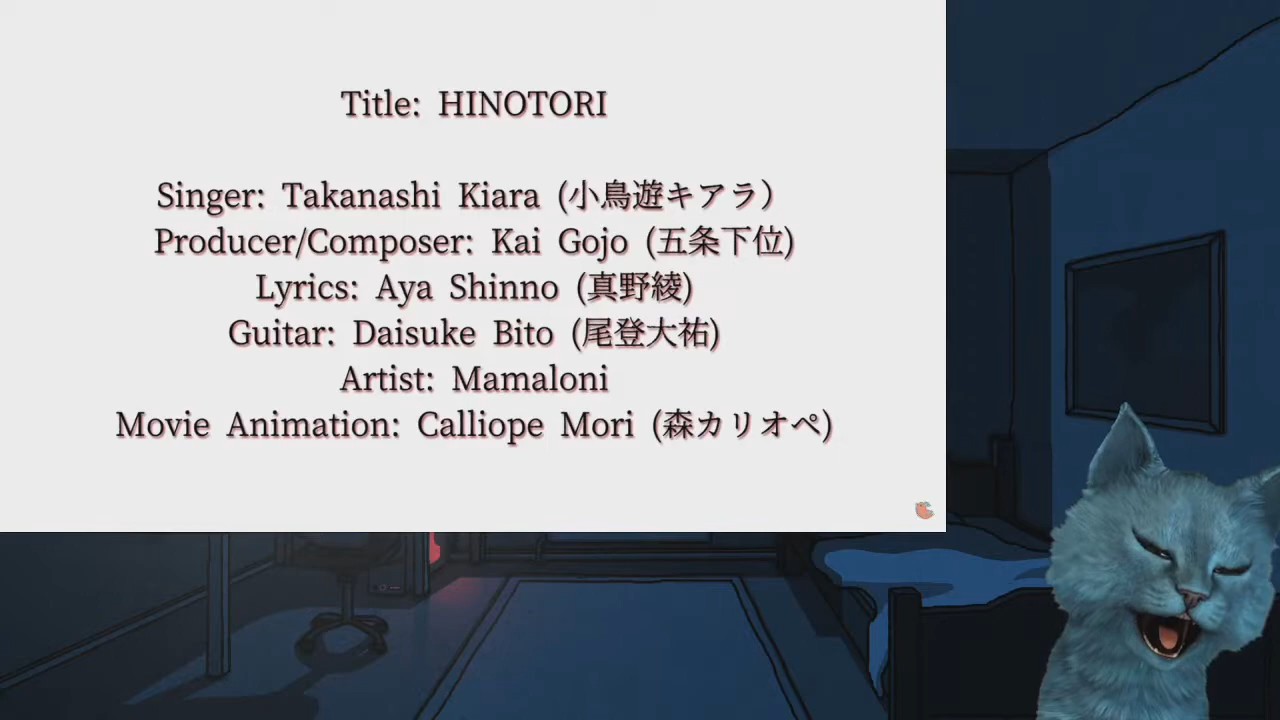 Title: HINOTORI
Singer: Takanashi Kiara (小鳥遊キアラ）
Producer/Composer: Kai Gojo (五条下位)
Lyrics: Aya Shinno (真野綾)
Guitar: Daisuke Bito (尾登大祐)
Artist: Mamaloni
Movie Animation: Calliope Mori (森カリオペ)